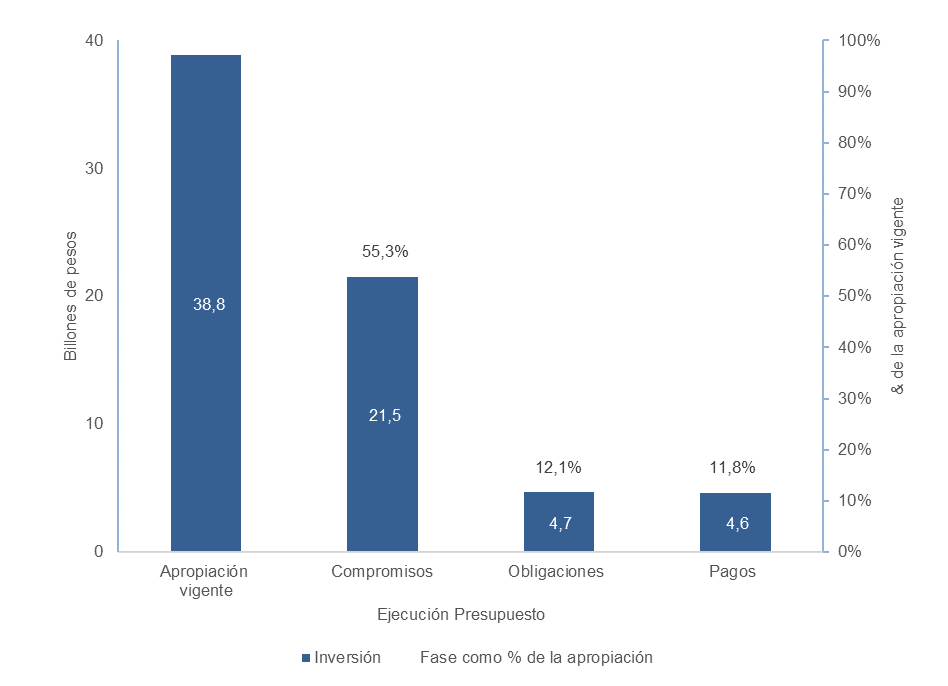 40
30
20
10
0
Billones de pesos
100%
90%
80%
70%
60%
50%
40%
30%
20%
10%
0%
& de la apropiación vigente
38,8
55,3%
21,5
12,1%
4,7
11,8%
4,6
Apropiación
vigente
Compromisos
Obligaciones
Pagos
Ejecución Presupuesto
Inversión
Fase como % de la apropiación